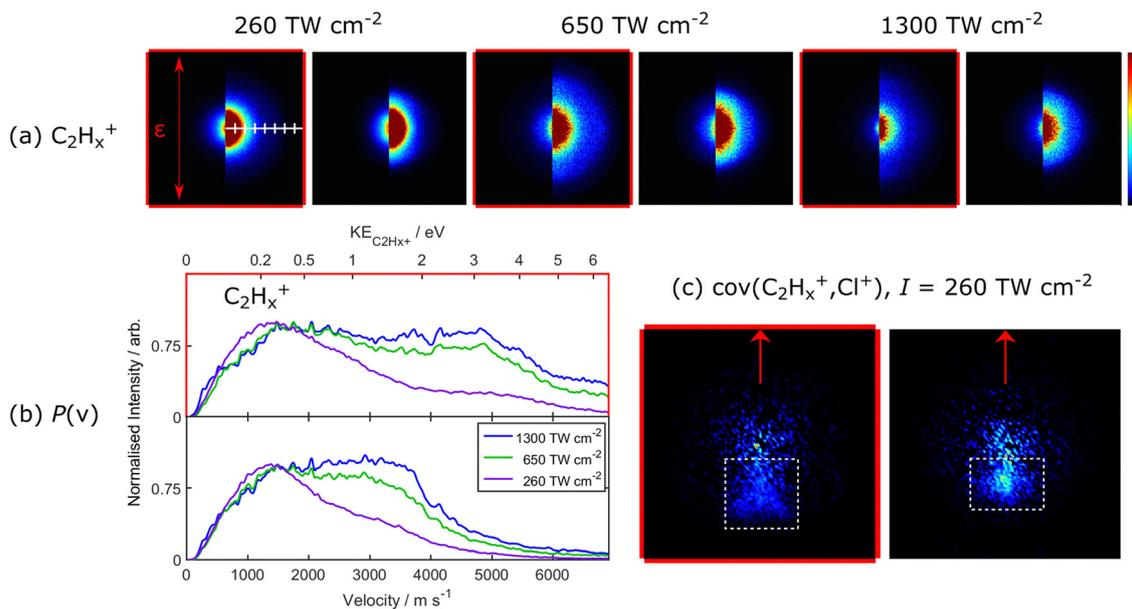 260 TW cm⁻² 650 TW cm⁻² 1300 TW cm⁻²
(a) C₂Hₓ⁺
ε
KE_C2Hx+ / eV
0 0.2 0.5 1 2 3 4 5 6
(c) cov(C₂Hₓ⁺,Cl⁺), I = 260 TW cm⁻²
C₂Hₓ⁺
0.75
0
(b) P(v)
Normalised Intensity / arb.
1300 TW cm⁻²
650 TW cm⁻²
260 TW cm⁻²
0.75
0
0 1000 2000 3000 4000 5000 6000
Velocity / m s⁻¹